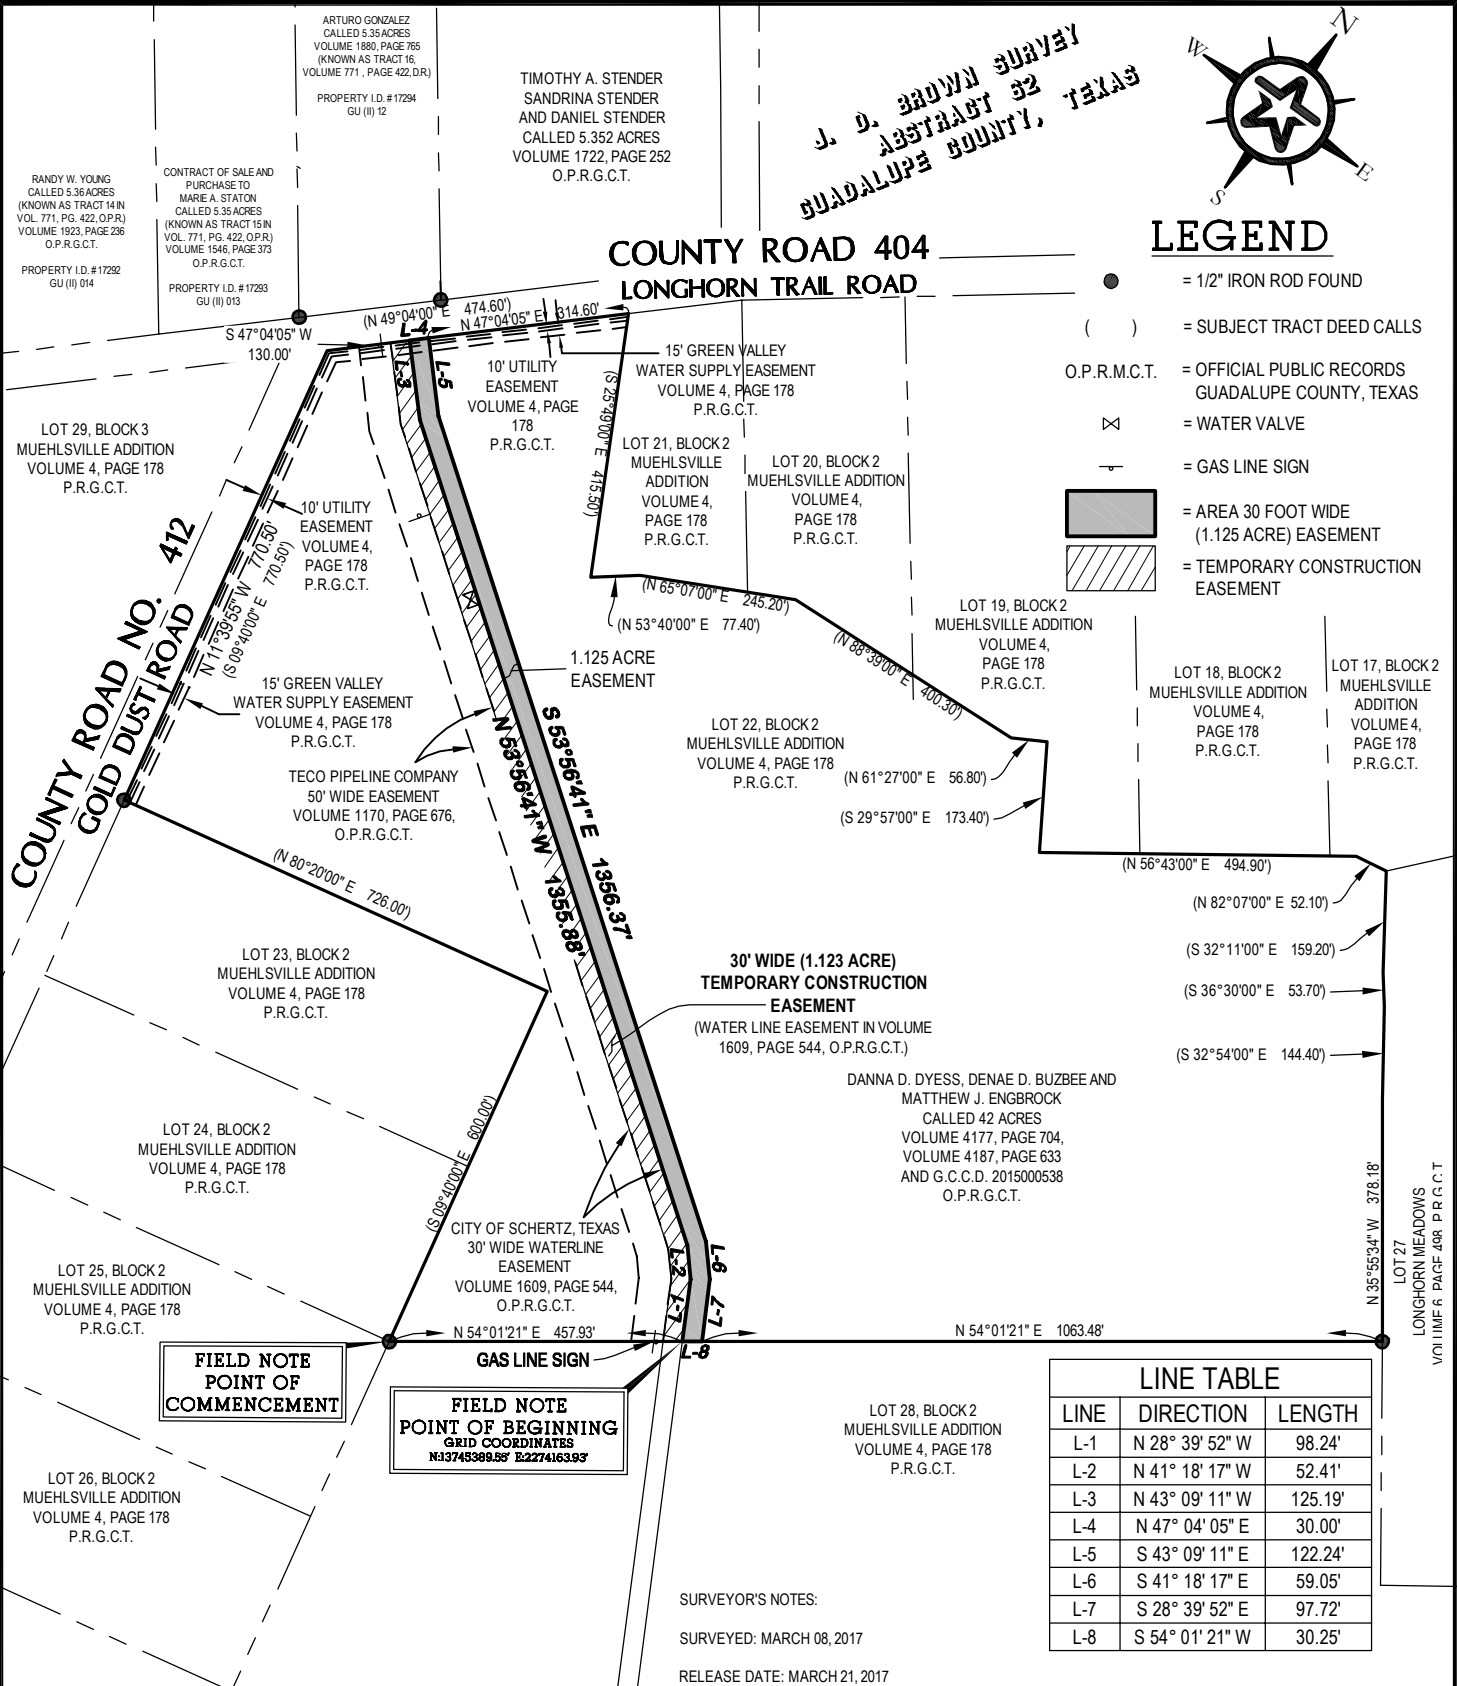 ARTURO GONZALEZ
CALLED 5.35 ACRES
VOLUME 1880, PAGE 765
(KNOWN AS TRACT 16,
VOLUME 771 , PAGE 422, D.R.)
PROPERTY I.D. #17294
GU (II) 12
TIMOTHY A. STENDER
SANDRINA STENDER
AND DANIEL STENDER
CALLED 5.352 ACRES
VOLUME 1722, PAGE 252
O.P.R.G.C.T.
J. D. BROWN SURVEY
ABSTRACT 62
GUADALUPE COUNTY, TEXAS
N
W
E
S
RANDY W. YOUNG
CALLED 5.36 ACRES
(KNOWN AS TRACT 14 IN
VOL. 771, PG. 422, O.P.R.)
VOLUME 1923, PAGE 236
O.P.R.G.C.T.
PROPERTY I.D. #17292
GU (II) 014
CONTRACT OF SALE AND
PURCHASE TO
MARIE A. STATON
CALLED 5.35 ACRES
(KNOWN AS TRACT 15 IN
VOL. 771, PG. 422, O.P.R.)
VOLUME 1546, PAGE 373
O.P.R.G.C.T.
PROPERTY I.D. #17293
GU (II) 013
COUNTY ROAD 404
LONGHORN TRAIL ROAD
LEGEND
= 1/2" IRON ROD FOUND
( ) = SUBJECT TRACT DEED CALLS
O.P.R.M.C.T. = OFFICIAL PUBLIC RECORDS
GUADALUPE COUNTY, TEXAS
= WATER VALVE
= GAS LINE SIGN
= AREA 30 FOOT WIDE
(1.125 ACRE) EASEMENT
= TEMPORARY CONSTRUCTION
EASEMENT
S 47°04'05" W
130.00'
(N 49°04'00" E 474.60')
N 47°04'05" E 314.60'
L-4
L-3
L-5
10' UTILITY
EASEMENT
VOLUME 4, PAGE
178
P.R.G.C.T.
15' GREEN VALLEY
WATER SUPPLY EASEMENT
VOLUME 4, PAGE 178
P.R.G.C.T.
(S 25°49'00" E 415.50')
LOT 29, BLOCK 3
MUEHLSVILLE ADDITION
VOLUME 4, PAGE 178
P.R.G.C.T.
LOT 21, BLOCK 2
MUEHLSVILLE
ADDITION
VOLUME 4,
PAGE 178
P.R.G.C.T.
LOT 20, BLOCK 2
MUEHLSVILLE ADDITION
VOLUME 4,
PAGE 178
P.R.G.C.T.
10' UTILITY
EASEMENT
VOLUME 4,
PAGE 178
P.R.G.C.T.
COUNTY ROAD NO. 412
GOLD DUST ROAD
N 11°39'55" W 770.50'
(S 09°40'00" E 770.50')
(N 65°07'00" E 245.20')
(N 53°40'00" E 77.40')
(N 88°39'00" E 400.30')
LOT 19, BLOCK 2
MUEHLSVILLE ADDITION
VOLUME 4,
PAGE 178
P.R.G.C.T.
LOT 18, BLOCK 2
MUEHLSVILLE ADDITION
VOLUME 4,
PAGE 178
P.R.G.C.T.
LOT 17, BLOCK 2
MUEHLSVILLE
ADDITION
VOLUME 4,
PAGE 178
P.R.G.C.T.
1.125 ACRE
EASEMENT
15' GREEN VALLEY
WATER SUPPLY EASEMENT
VOLUME 4, PAGE 178
P.R.G.C.T.
LOT 22, BLOCK 2
MUEHLSVILLE ADDITION
VOLUME 4, PAGE 178
P.R.G.C.T.
(N 61°27'00" E 56.80')
(S 29°57'00" E 173.40')
TECO PIPELINE COMPANY
50' WIDE EASEMENT
VOLUME 1170, PAGE 676,
O.P.R.G.C.T.
N 53°56'41" W 1355.88'
S 53°56'41" E 1356.37'
(N 80°20'00" E 726.00')
(N 56°43'00" E 494.90')
(N 82°07'00" E 52.10')
(S 32°11'00" E 159.20')
(S 36°30'00" E 53.70')
(S 32°54'00" E 144.40')
LOT 23, BLOCK 2
MUEHLSVILLE ADDITION
VOLUME 4, PAGE 178
P.R.G.C.T.
30' WIDE (1.123 ACRE)
TEMPORARY CONSTRUCTION
EASEMENT
(WATER LINE EASEMENT IN VOLUME
1609, PAGE 544, O.P.R.G.C.T.)
DANNA D. DYESS, DENAE D. BUZBEE AND
MATTHEW J. ENGBROCK
CALLED 42 ACRES
VOLUME 4177, PAGE 704,
VOLUME 4187, PAGE 633
AND G.C.C.D. 2015000538
O.P.R.G.C.T.
LOT 24, BLOCK 2
MUEHLSVILLE ADDITION
VOLUME 4, PAGE 178
P.R.G.C.T.
(S 09°40'00" E 600.00')
CITY OF SCHERTZ, TEXAS
30' WIDE WATERLINE
EASEMENT
VOLUME 1609, PAGE 544,
O.P.R.G.C.T.
L-2
L-6
L-1
L-7
L-8
N 35°55'34" W 378.18'
LOT 27
LONGHORN MEADOWS
VOLUME 6, PAGE 498, P.R.G.C.T.
LOT 25, BLOCK 2
MUEHLSVILLE ADDITION
VOLUME 4, PAGE 178
P.R.G.C.T.
N 54°01'21" E 457.93'
N 54°01'21" E 1063.48'
GAS LINE SIGN
FIELD NOTE
POINT OF
COMMENCEMENT
FIELD NOTE
POINT OF BEGINNING
GRID COORDINATES
N:13745389.55' E:2274163.93'
LOT 28, BLOCK 2
MUEHLSVILLE ADDITION
VOLUME 4, PAGE 178
P.R.G.C.T.
LOT 26, BLOCK 2
MUEHLSVILLE ADDITION
VOLUME 4, PAGE 178
P.R.G.C.T.
LINE TABLE
LINE DIRECTION LENGTH
L-1 N 28° 39' 52" W 98.24'
L-2 N 41° 18' 17" W 52.41'
L-3 N 43° 09' 11" W 125.19'
L-4 N 47° 04' 05" E 30.00'
L-5 S 43° 09' 11" E 122.24'
L-6 S 41° 18' 17" E 59.05'
L-7 S 28° 39' 52" E 97.72'
L-8 S 54° 01' 21" W 30.25'
SURVEYOR'S NOTES:
SURVEYED: MARCH 08, 2017
RELEASE DATE: MARCH 21, 2017